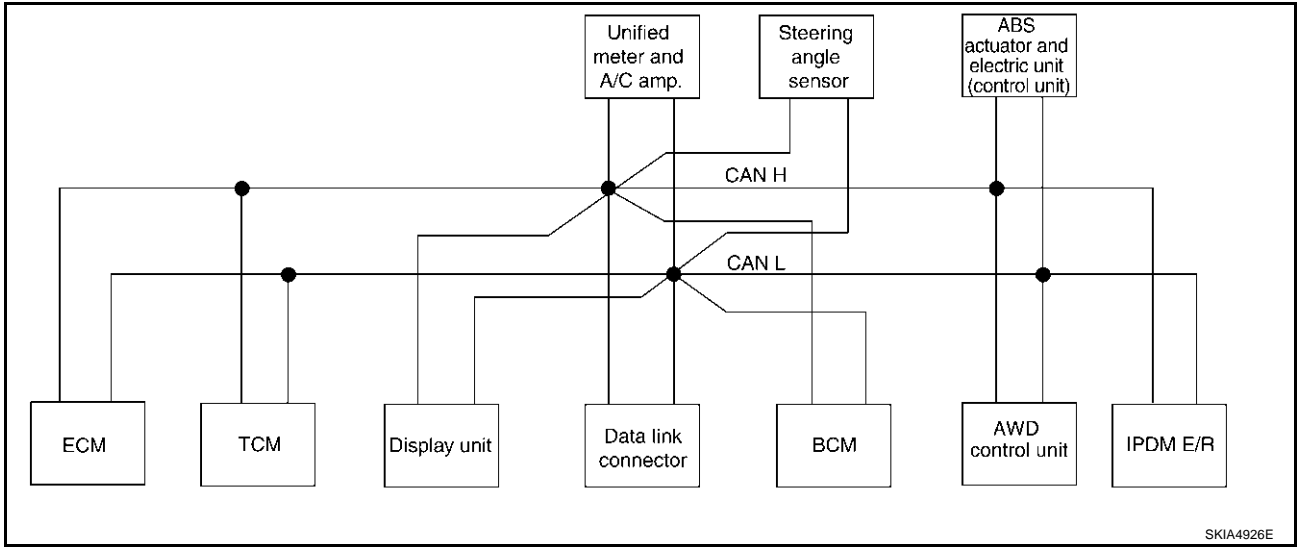 Unified
meter and
A/C amp.
Steering
angle
sensor
ABS
actuator and
electric unit
(control unit)
CAN H
CAN L
ECM
TCM
Display unit
Data link
connector
BCM
AWD
control unit
IPDM E/R
SKIA4926E